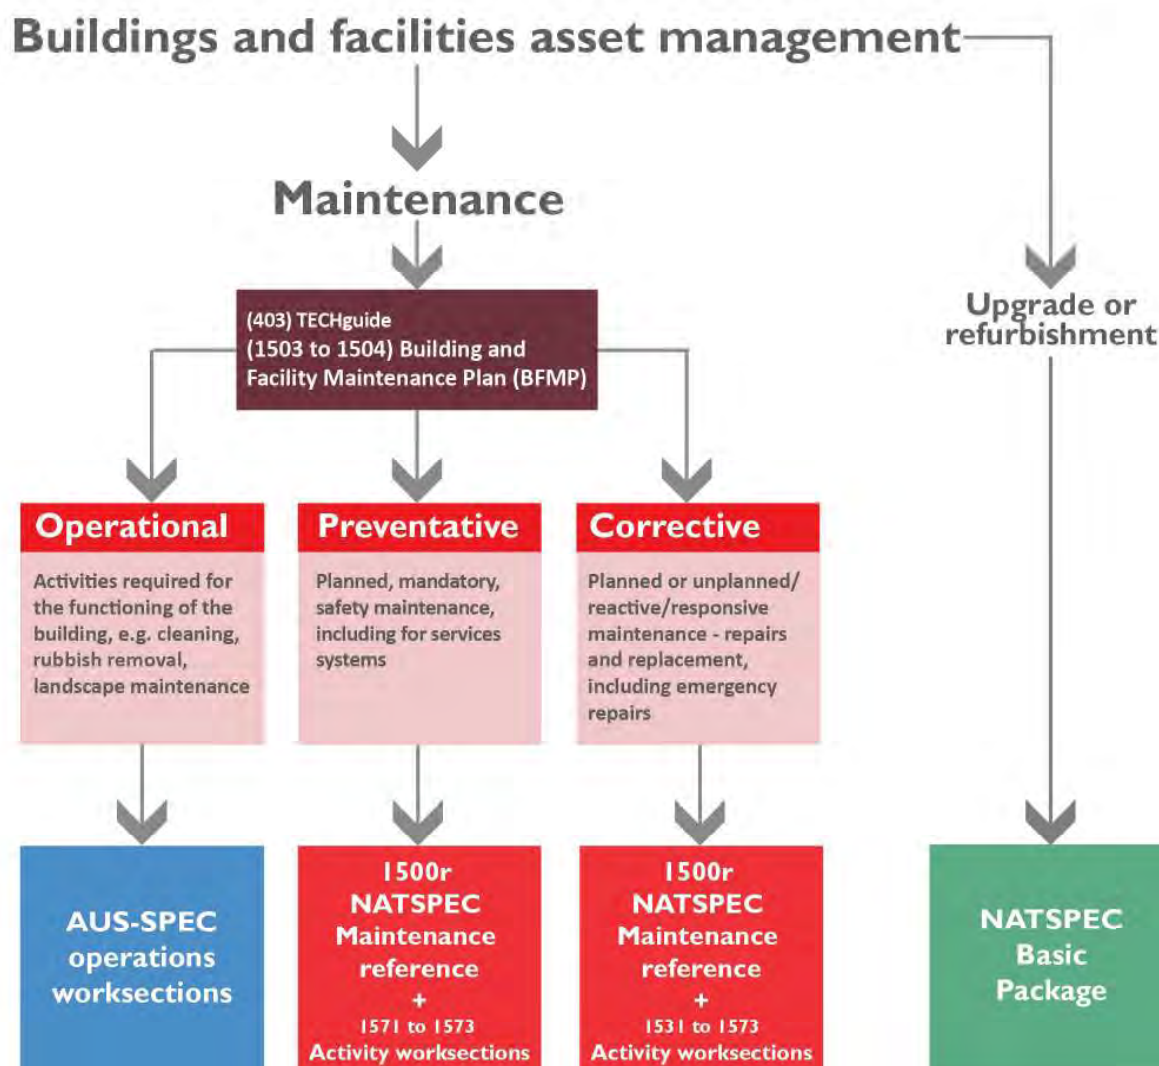 Buildings and facilities asset management
Maintenance
Upgrade or
refurbishment
(403) TECHguide
(1503 to 1504) Building and
Facility Maintenance Plan (BFMP)
Operational
Activities required for
the functioning of the
building, e.g. cleaning,
rubbish removal,
landscape maintenance
Preventative
Planned, mandatory,
safety maintenance,
including for services
systems
Corrective
Planned or unplanned/
reactive/responsive
maintenance - repairs
and replacement,
including emergency
repairs
AUS-SPEC
operations
worksections
1500r
NATSPEC
Maintenance
reference
+
1571 to 1573
Activity worksections
1500r
NATSPEC
Maintenance
reference
+
1531 to 1573
Activity worksections
NATSPEC
Basic
Package